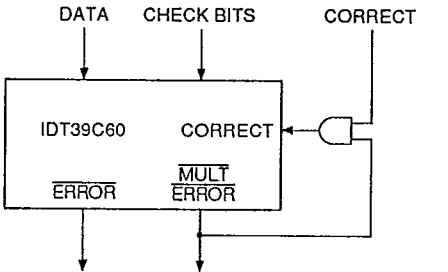 DATA CHECK BITS CORRECT
IDT39C60 CORRECT
ERROR MULT
ERROR